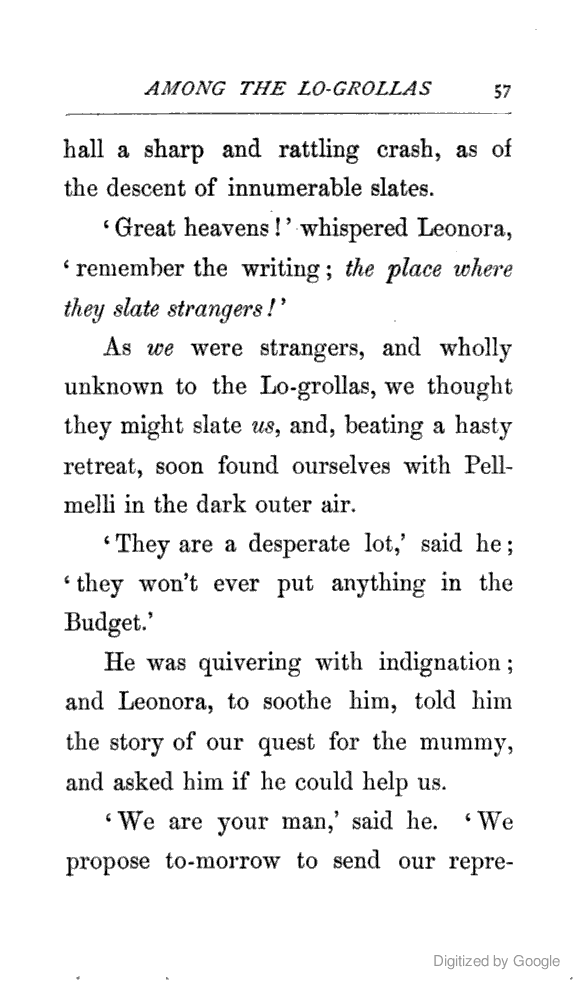 AMONG THE LO-GROLLAS 57
hall a sharp and rattling crash, as of
the descent of innumerable slates.
‘Great heavens!’ whispered Leonora,
‘remember the writing; the place where
they slate strangers!’
As we were strangers, and wholly
unknown to the Lo-grollas, we thought
they might slate us, and, beating a hasty
retreat, soon found ourselves with Pell-
melli in the dark outer air.
‘They are a desperate lot,’ said he;
‘they won’t ever put anything in the
Budget.’
He was quivering with indignation;
and Leonora, to soothe him, told him
the story of our quest for the mummy,
and asked him if he could help us.
‘We are your man,’ said he. ‘We
propose to-morrow to send our repre-
Digitized by Google